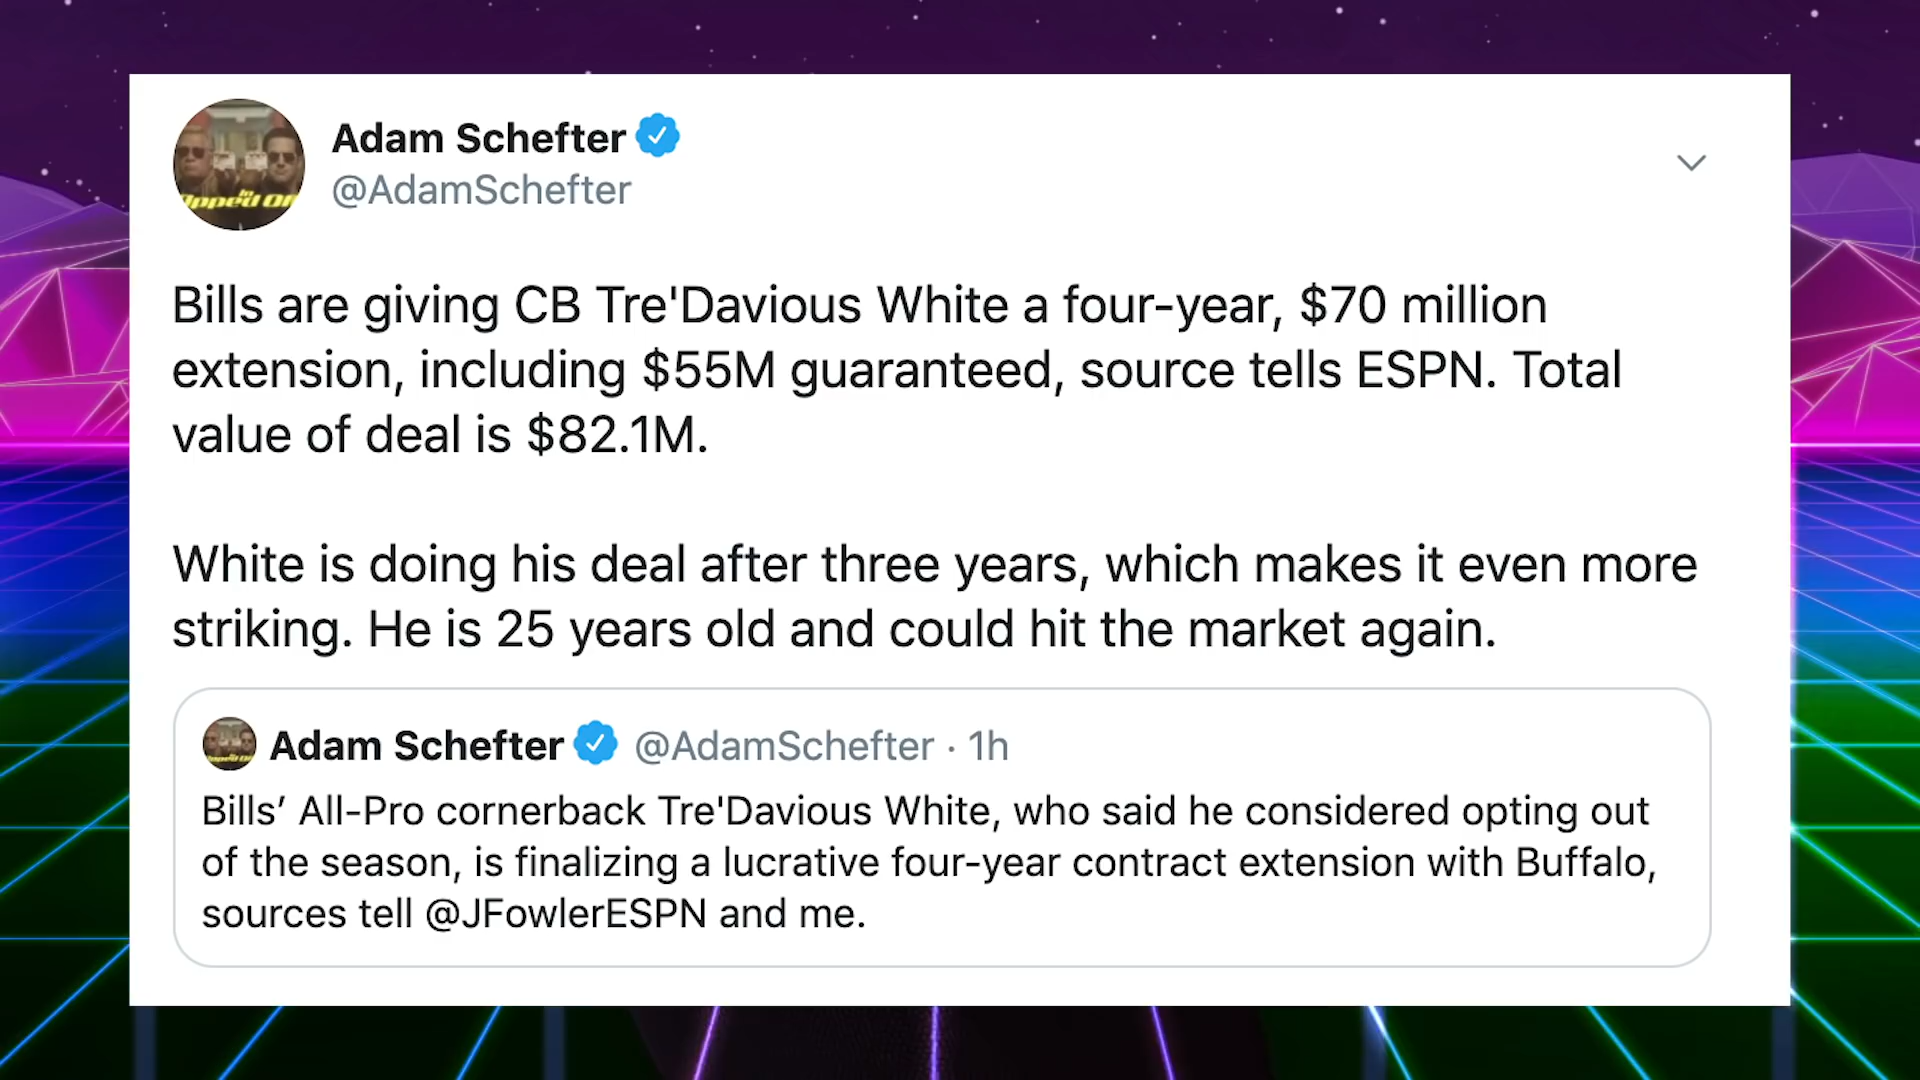 Adam Schefter
@AdamSchefter
In
Bills are giving CB Tre'Davious White a four-year, $70 million
extension, including $55M guaranteed, source tells ESPN. Total
value of deal is $82.1M.
White is doing his deal after three years, which makes it even more
striking. He is 25 years old and could hit the market again.
Adam Schefter @AdamSchefter · 1h
Bills’ All-Pro cornerback Tre'Davious White, who said he considered opting out
of the season, is finalizing a lucrative four-year contract extension with Buffalo,
sources tell @JFowlerESPN and me.